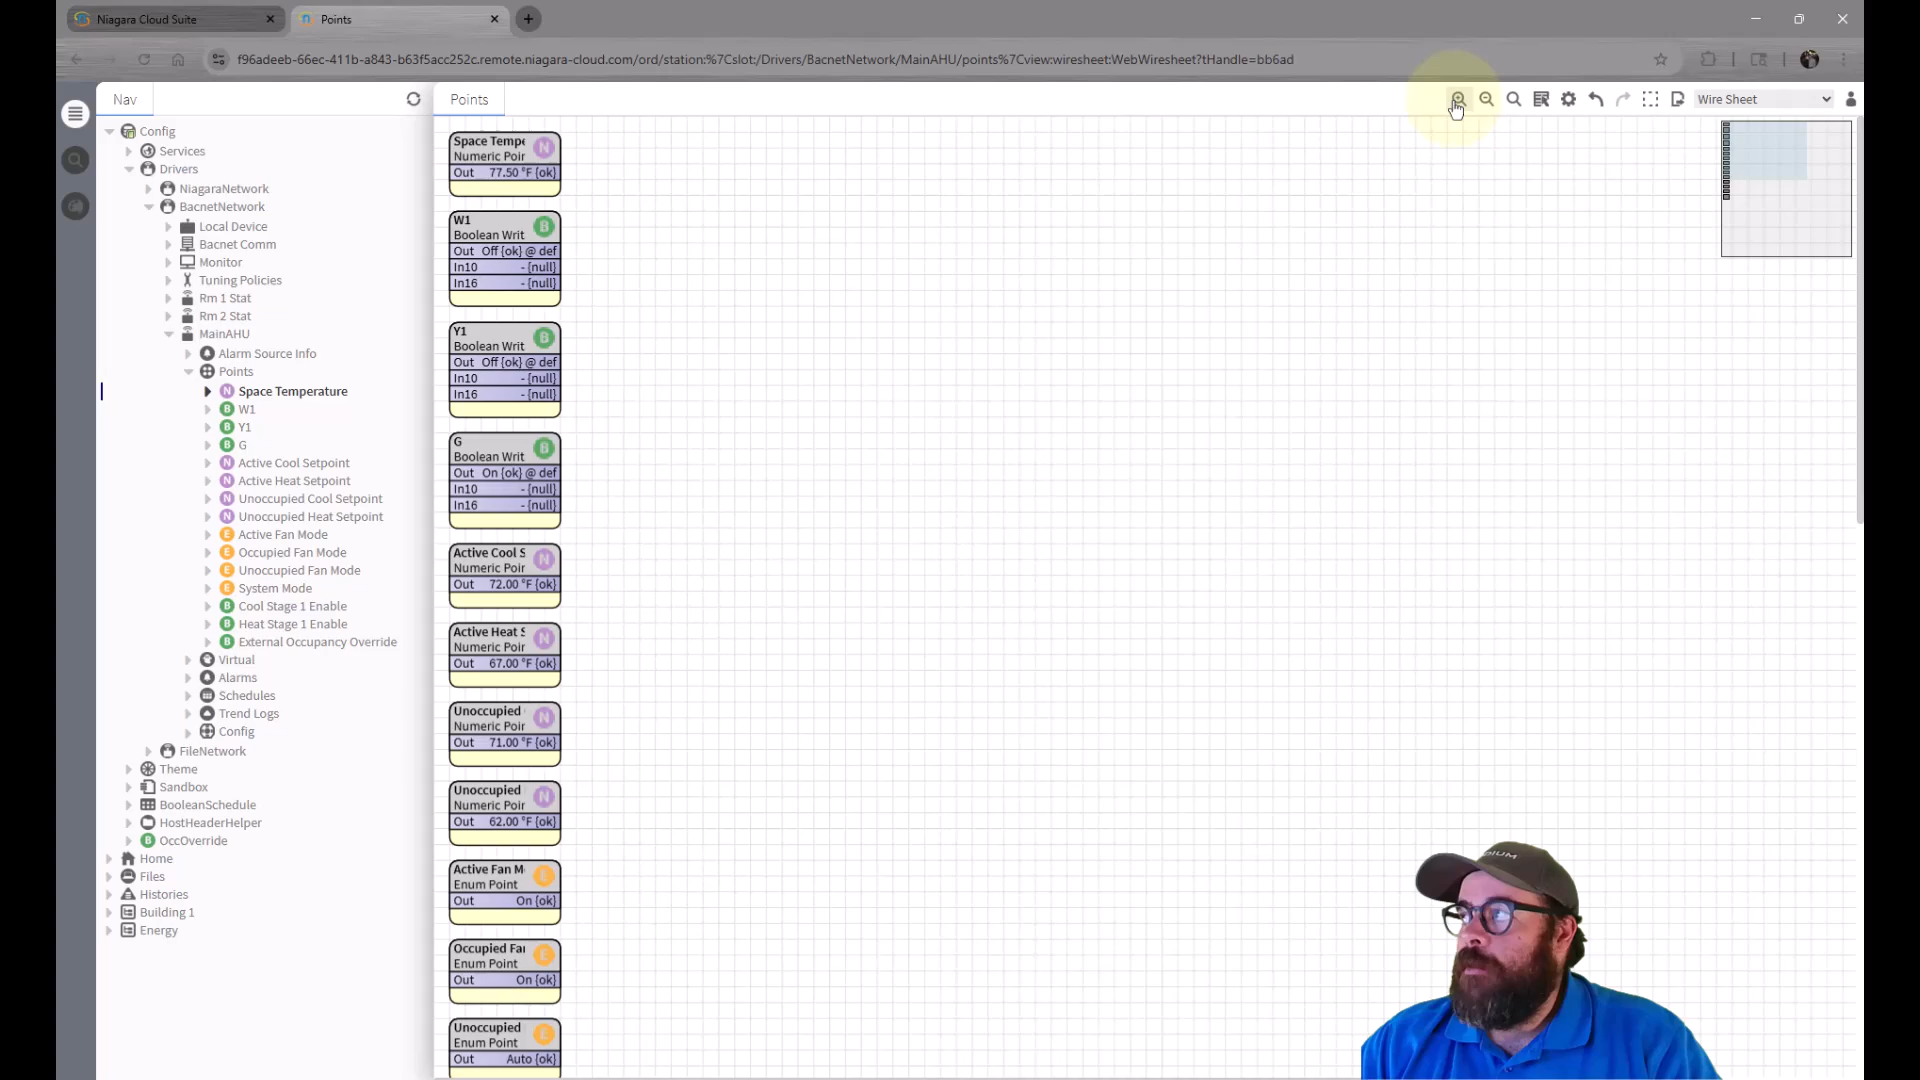 Niagara Cloud Suite
Points
f96adeeb-66ec-411b-a843-b63f5acc252c.remote.niagara-cloud.com/ord/station:%7Cslot:/Drivers/BacnetNetwork/MainAHU/points%7Cview:wiresheet:WebWiresheet?tHandle=bb6ad
Nav
Points
Wire Sheet
Config
Services
Drivers
NiagaraNetwork
BacnetNetwork
Local Device
Bacnet Comm
Monitor
Tuning Policies
Rm 1 Stat
Rm 2 Stat
MainAHU
Alarm Source Info
Points
N Space Temperature
B W1
B Y1
B G
N Active Cool Setpoint
N Active Heat Setpoint
N Unoccupied Cool Setpoint
N Unoccupied Heat Setpoint
E Active Fan Mode
E Occupied Fan Mode
E Unoccupied Fan Mode
E System Mode
B Cool Stage 1 Enable
B Heat Stage 1 Enable
B External Occupancy Override
Virtual
Alarms
Schedules
Trend Logs
Config
FileNetwork
Theme
Sandbox
BooleanSchedule
HostHeaderHelper
B OccOverride
Home
Files
Histories
Building 1
Energy
Space Tempe N
Numeric Poir
Out 77.50 °F {ok}
W1 B
Boolean Writ
Out Off {ok} @ def
In10 - {null}
In16 - {null}
Y1 B
Boolean Writ
Out Off {ok} @ def
In10 - {null}
In16 - {null}
G B
Boolean Writ
Out On {ok} @ def
In10 - {null}
In16 - {null}
Active Cool S N
Numeric Poir
Out 72.00 °F {ok}
Active Heat S N
Numeric Poir
Out 67.00 °F {ok}
Unoccupied N
Numeric Poir
Out 71.00 °F {ok}
Unoccupied N
Numeric Poir
Out 62.00 °F {ok}
Active Fan M E
Enum Point
Out On {ok}
Occupied Fai E
Enum Point
Out On {ok}
Unoccupied E
Enum Point
Out Auto {ok}